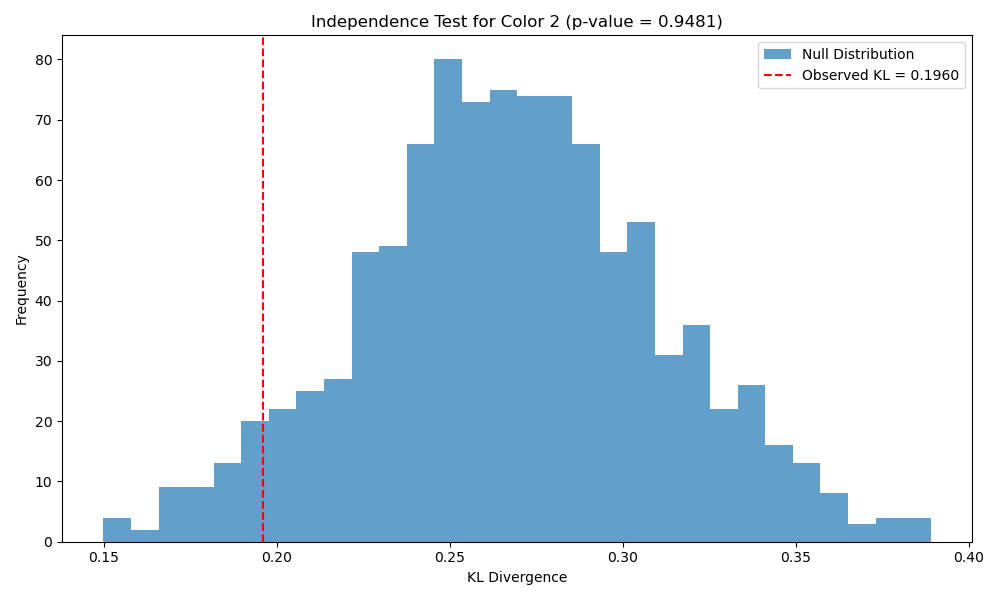 Independence Test for Color 2 (p-value = 0.9481)
Null Distribution
Observed KL = 0.1960
Frequency
80
70
60
50
40
30
20
10
0
0.15 0.20 0.25 0.30 0.35 0.40
KL Divergence